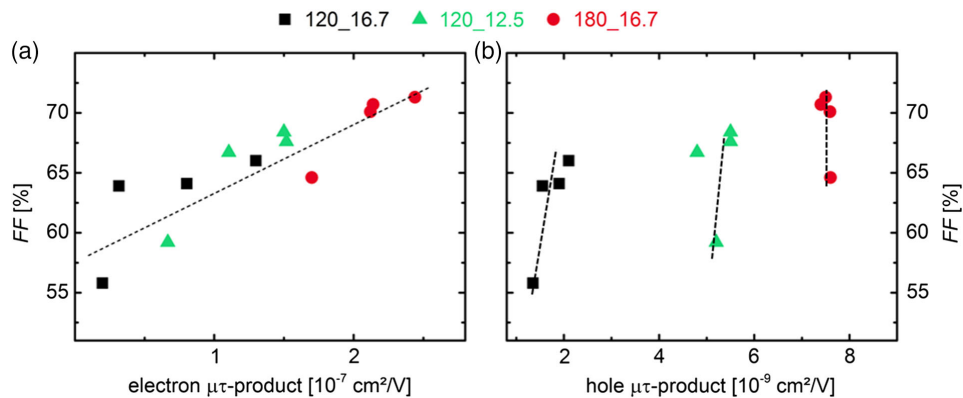 120_16.7 120_12.5 180_16.7
(a) (b)
70 70
65 65
60 60
55 55
FF [%] FF [%]
1 2 2 4 6 8
electron μτ-product [10⁻⁷ cm²/V] hole μτ-product [10⁻⁹ cm²/V]